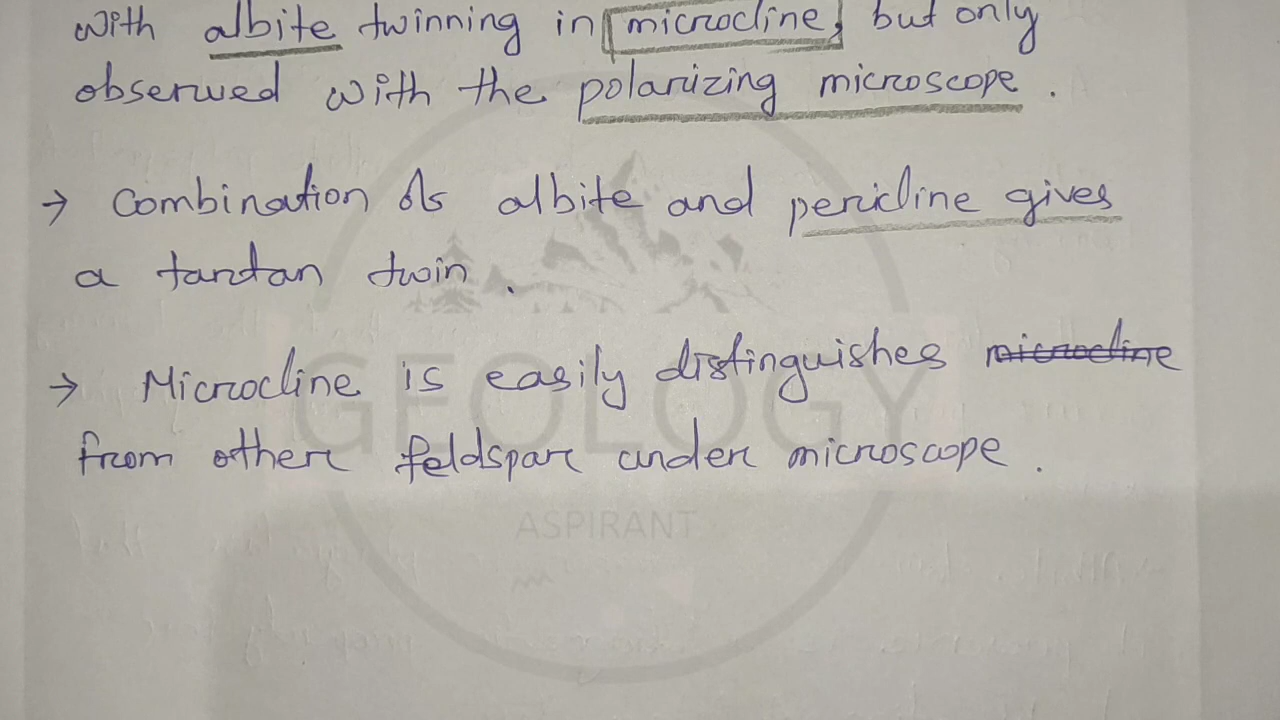 with albite twinning in microcline, but only
observed with the polarizing microscope.
→ Combination of albite and pericline gives
a tartan twin.
→ Microcline is easily distinguishes microcline
from other feldspar under microscope.
GEOLOGY
ASPIRANT